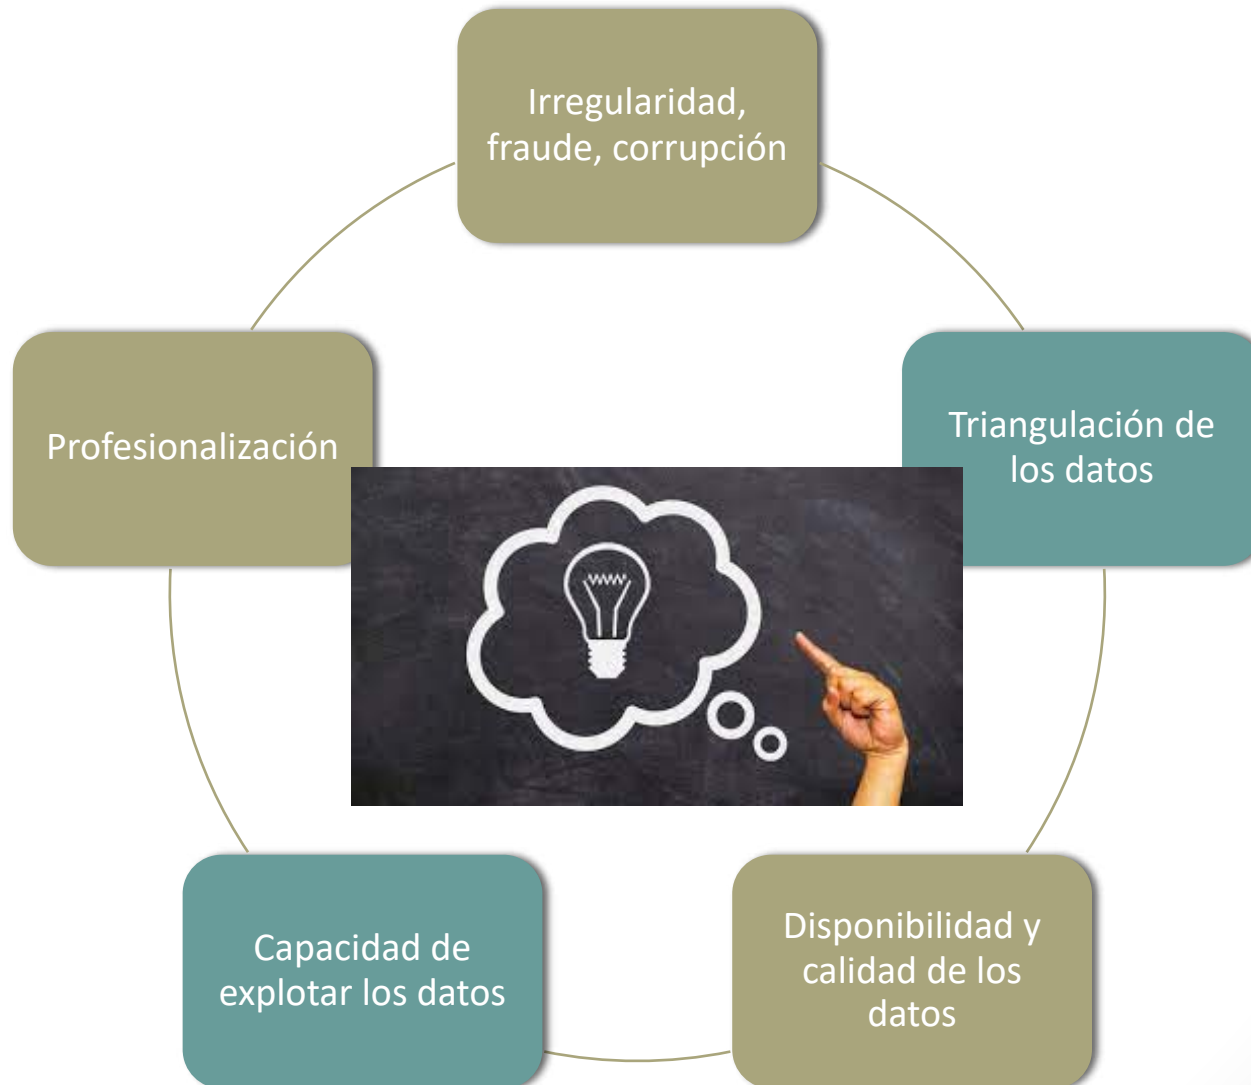 Irregularidad,
fraude, corrupción
Triangulación de
los datos
Disponibilidad y
calidad de los
datos
Capacidad de
explotar los datos
Profesionalización